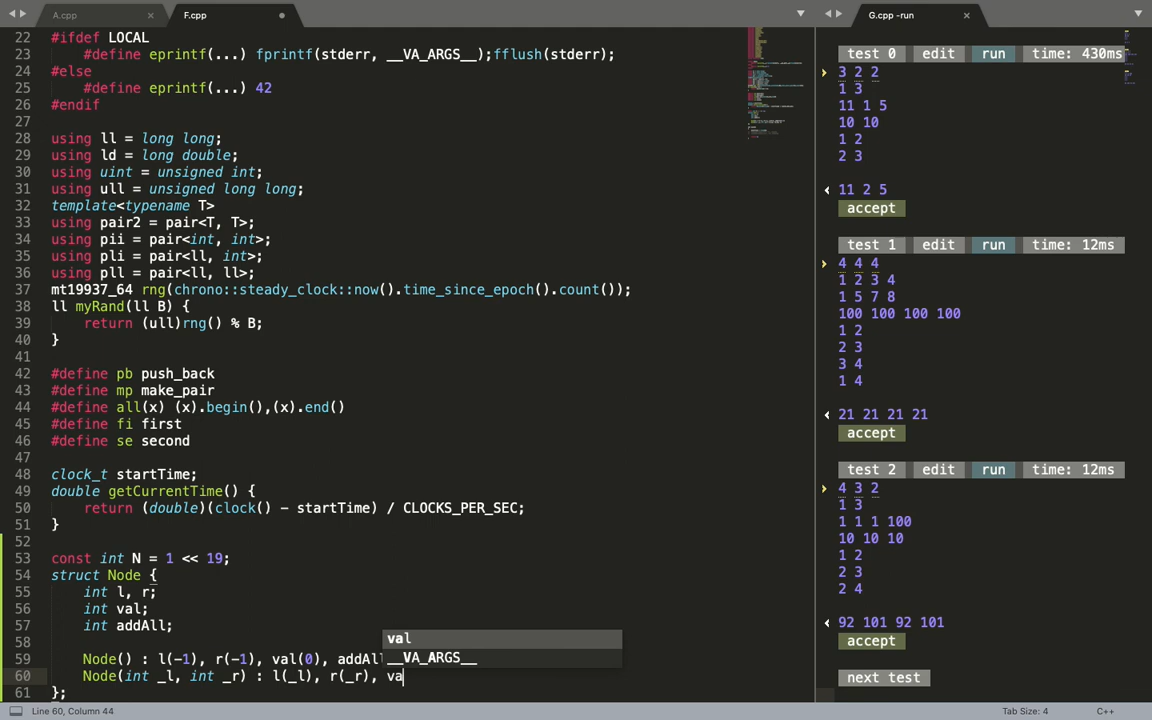 A.cpp
F.cpp
22 #ifdef LOCAL
23 #define eprintf(...) fprintf(stderr, __VA_ARGS__);fflush(stderr);
24 #else
25 #define eprintf(...) 42
26 #endif
27
28 using ll = long long;
29 using ld = long double;
30 using uint = unsigned int;
31 using ull = unsigned long long;
32 template<typename T>
33 using pair2 = pair<T, T>;
34 using pii = pair<int, int>;
35 using pli = pair<ll, int>;
36 using pll = pair<ll, ll>;
37 mt19937_64 rng(chrono::steady_clock::now().time_since_epoch().count());
38 ll myRand(ll B) {
39 return (ull)rng() % B;
40 }
41
42 #define pb push_back
43 #define mp make_pair
44 #define all(x) (x).begin(),(x).end()
45 #define fi first
46 #define se second
47
48 clock_t startTime;
49 double getCurrentTime() {
50 return (double)(clock() - startTime) / CLOCKS_PER_SEC;
51 }
52
53 const int N = 1 << 19;
54 struct Node {
55 int l, r;
56 int val;
57 int addAll;
58
59 Node() : l(-1), r(-1), val(0), addAll
60 Node(int _l, int _r) : l(_l), r(_r), va
61 };
val
__VA_ARGS__
G.cpp -run
test 0 edit run time: 430ms
3 2 2
1 3
11 1 5
10 10
1 2
2 3
11 2 5
accept
test 1 edit run time: 12ms
4 4 4
1 2 3 4
1 5 7 8
100 100 100 100
1 2
2 3
3 4
1 4
21 21 21 21
accept
test 2 edit run time: 12ms
4 3 2
1 3
1 1 1 100
10 10 10
1 2
2 3
2 4
92 101 92 101
accept
next test
Line 60, Column 44
Tab Size: 4
C++